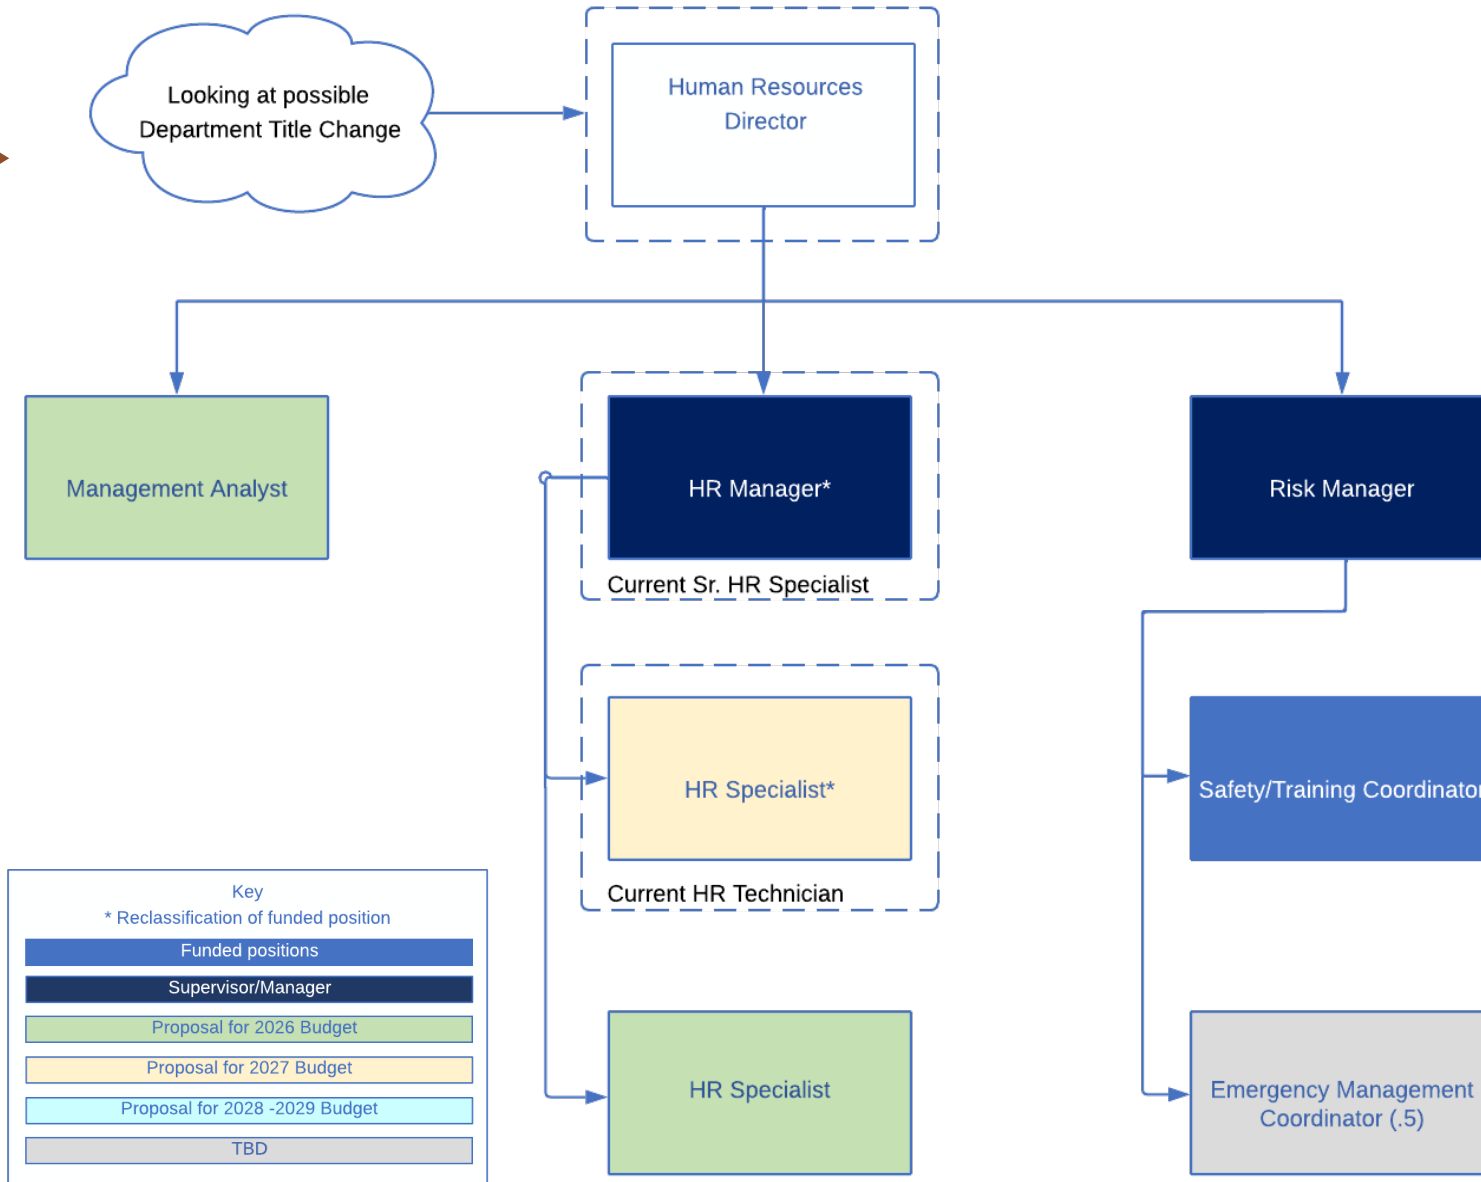 Looking at possible
Department Title Change
Human Resources
Director
Management Analyst
HR Manager*
Current Sr. HR Specialist
Risk Manager
HR Specialist*
Current HR Technician
Safety/Training Coordinator
HR Specialist
Emergency Management
Coordinator (.5)
Key
* Reclassification of funded position
Funded positions
Supervisor/Manager
Proposal for 2026 Budget
Proposal for 2027 Budget
Proposal for 2028 -2029 Budget
TBD